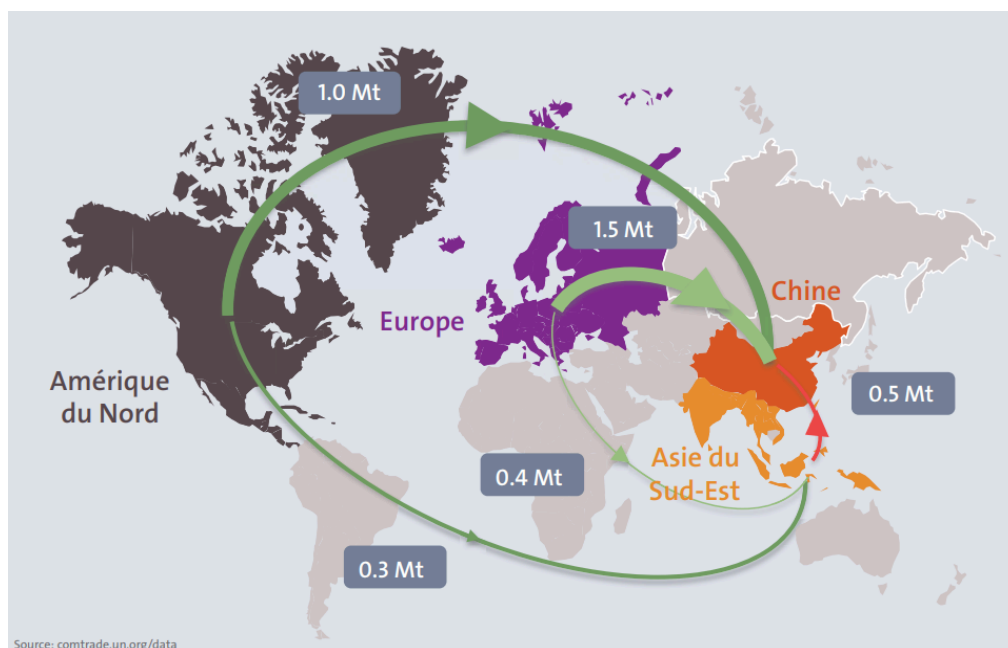 1.0 Mt
1.5 Mt
Chine
Europe
Amérique
du Nord
0.5 Mt
Asie du
Sud-Est
0.4 Mt
0.3 Mt
Source: comtrade.un.org/data